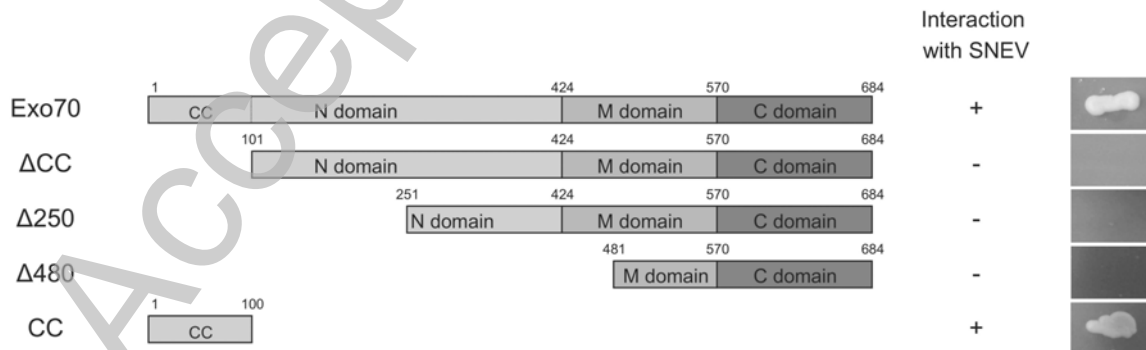 Interaction
with SNEV
1 424 570 684
Exo70 CC N domain M domain C domain +
101 424 570 684
ΔCC N domain M domain C domain -
251 424 570 684
Δ250 N domain M domain C domain -
481 570 684
Δ480 M domain C domain -
1 100
CC CC +
Accep